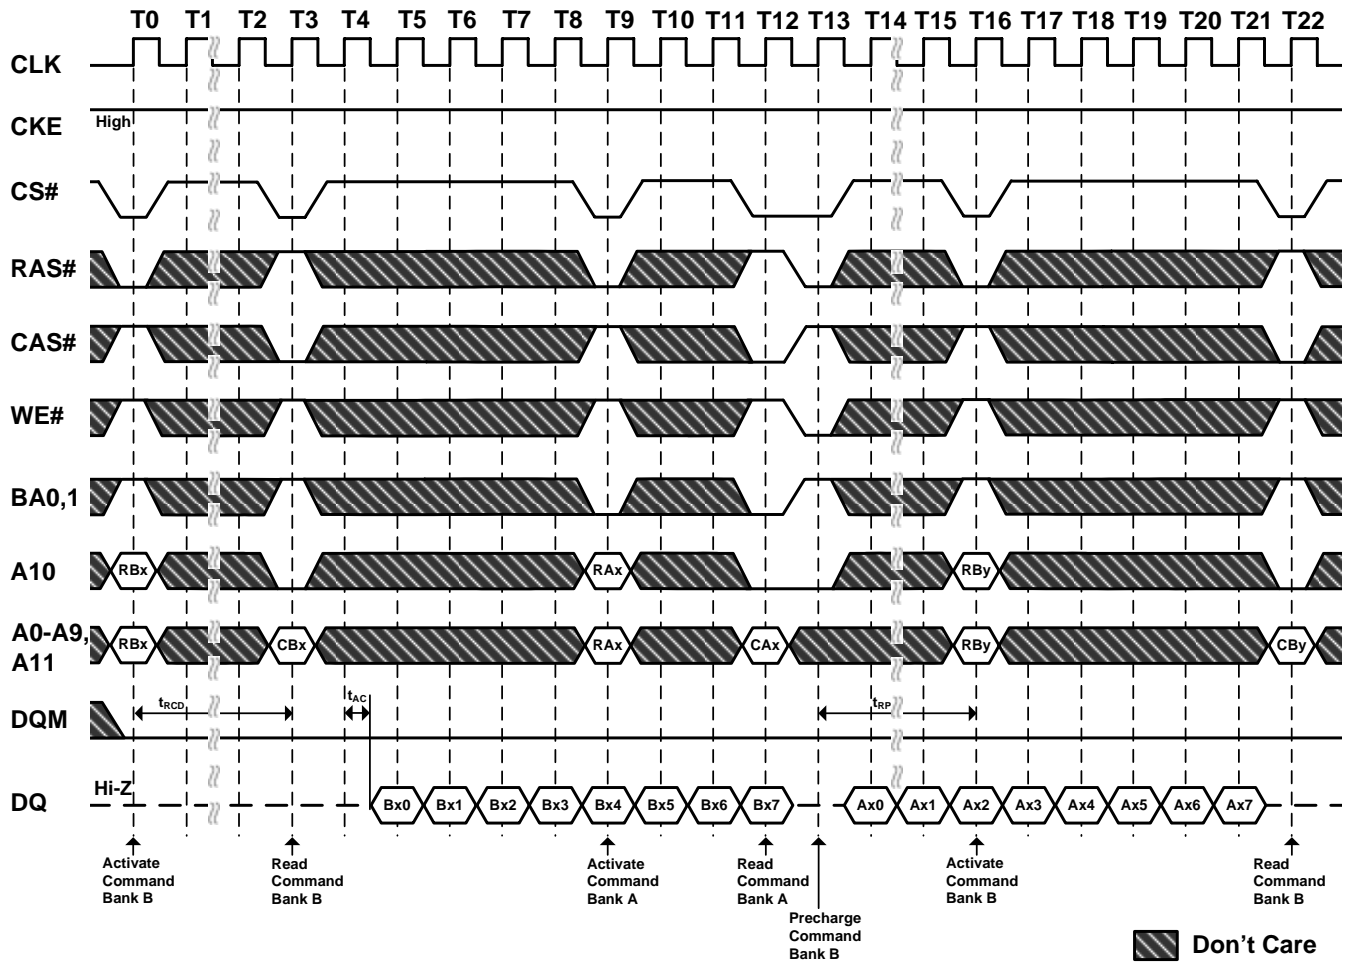 T0 T1 T2 T3 T4 T5 T6 T7 T8 T9 T10 T11 T12 T13 T14 T15 T16 T17 T18 T19 T20 T21 T22
CLK
CKE High
CS#
RAS#
CAS#
WE#
BA0,1
A10 RBx RAx RBy
A0-A9,
A11 RBx CBx RAx CAx RBy CBy
DQM tRCD tAC tRP
DQ Hi-Z Bx0 Bx1 Bx2 Bx3 Bx4 Bx5 Bx6 Bx7 Ax0 Ax1 Ax2 Ax3 Ax4 Ax5 Ax6 Ax7
Activate
Command
Bank B
Read
Command
Bank B
Activate
Command
Bank A
Read
Command
Bank A
Precharge
Command
Bank B
Activate
Command
Bank B
Read
Command
Bank B
Don't Care